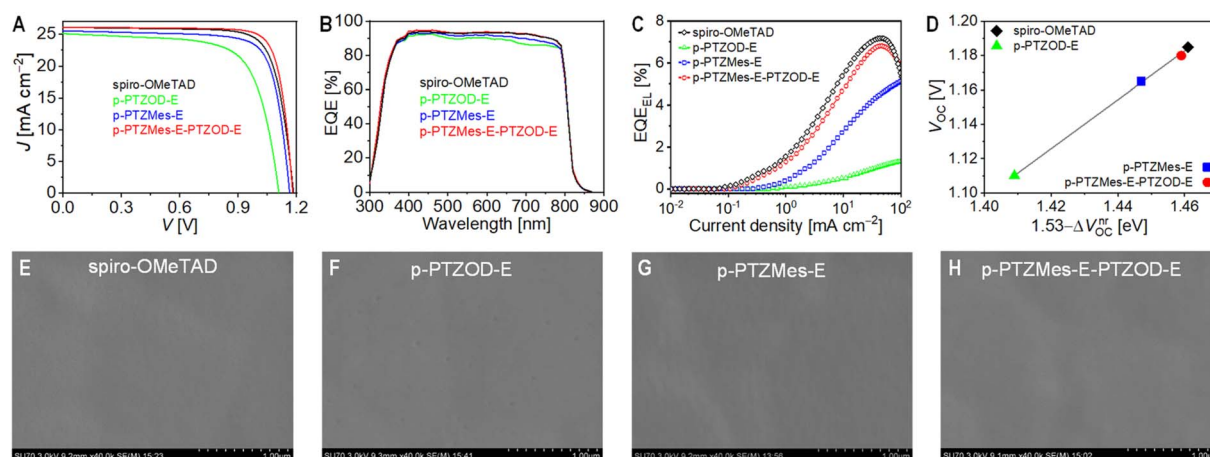 A
J [mA cm⁻²]
25
20
15
10
5
0
spiro-OMeTAD
p-PTZOD-E
p-PTZMes-E
p-PTZMes-E-PTZOD-E
0.0 0.3 0.6 0.9 1.2
V [V]
B
EQE [%]
100
80
60
40
20
0
spiro-OMeTAD
p-PTZOD-E
p-PTZMes-E
p-PTZMes-E-PTZOD-E
300 400 500 600 700 800 900
Wavelength [nm]
C
EQE_EL [%]
8
6
4
2
0
spiro-OMeTAD
p-PTZOD-E
p-PTZMes-E
p-PTZMes-E-PTZOD-E
10⁻² 10⁻¹ 10⁰ 10¹ 10²
Current density [mA cm⁻²]
D
V_OC [V]
1.20
1.18
1.16
1.14
1.12
1.10
spiro-OMeTAD
p-PTZOD-E
p-PTZMes-E
p-PTZMes-E-PTZOD-E
1.40 1.42 1.44 1.46
1.53−ΔV_OC^nr [eV]
E
spiro-OMeTAD
SU70 3.0kV 9.2mm x40.0k SE(M) 15:23 1.00um
F
p-PTZOD-E
SU70 3.0kV 9.3mm x40.0k SE(M) 15:41 1.00um
G
p-PTZMes-E
SU70 3.0kV 9.2mm x40.0k SE(M) 13:56 1.00um
H
p-PTZMes-E-PTZOD-E
SU70 3.0kV 9.1mm x40.0k SE(M) 15:02 1.00um